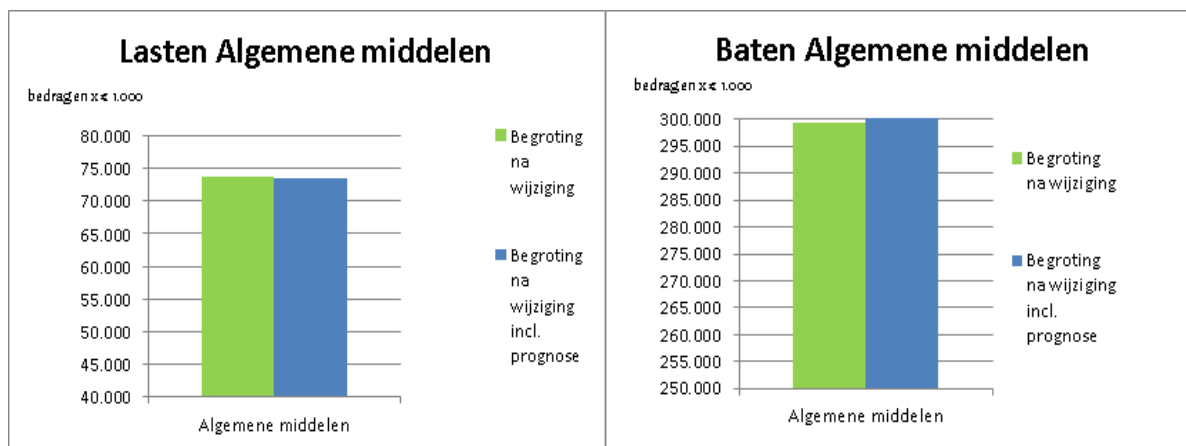 Lasten Algemene middelen
bedragen x € 1.000
80.000
75.000
70.000
65.000
60.000
55.000
50.000
45.000
40.000
Algemene middelen
Begroting
na
wijziging
Begroting
na
wijziging
incl.
prognose
Baten Algemene middelen
bedragen x € 1.000
300.000
295.000
290.000
285.000
280.000
275.000
270.000
265.000
260.000
255.000
250.000
Algemene middelen
Begroting
na wijziging
Begroting
na wijziging
incl.
prognose